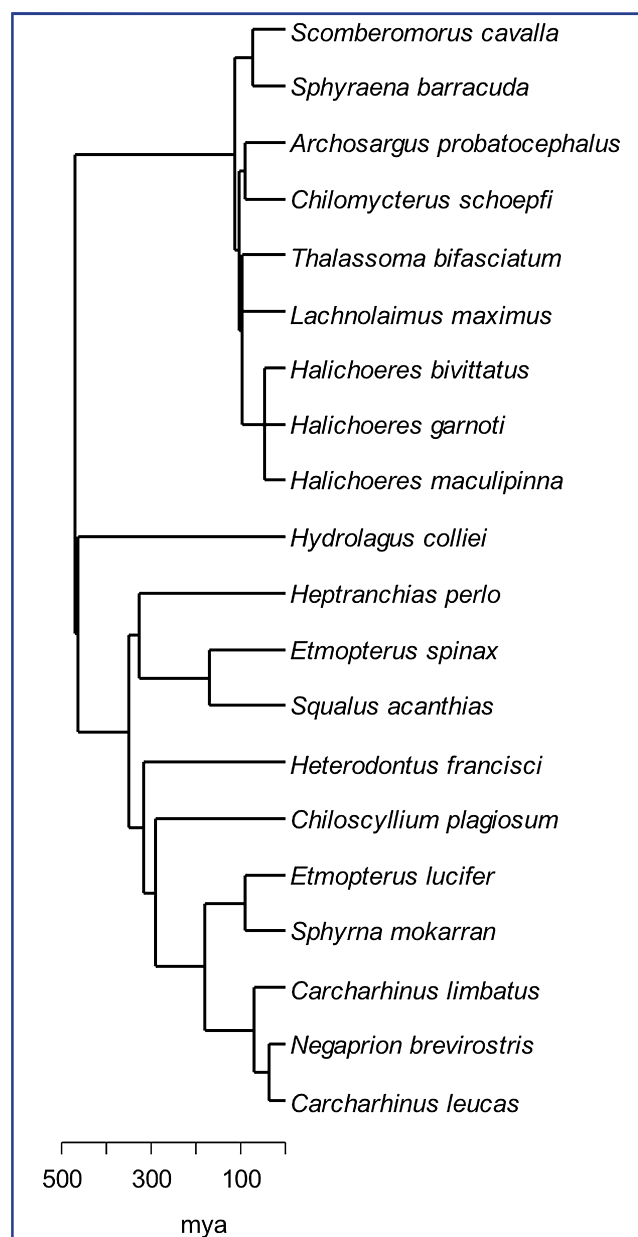 Scomberomorus cavalla
Sphyraena barracuda
Archosargus probatocephalus
Chilomycterus schoepfi
Thalassoma bifasciatum
Lachnolaimus maximus
Halichoeres bivittatus
Halichoeres garnoti
Halichoeres maculipinna
Hydrolagus colliei
Heptranchias perlo
Etmopterus spinax
Squalus acanthias
Heterodontus francisci
Chiloscyllium plagiosum
Etmopterus lucifer
Sphyrna mokarran
Carcharhinus limbatus
Negaprion brevirostris
Carcharhinus leucas
500 300 100
mya